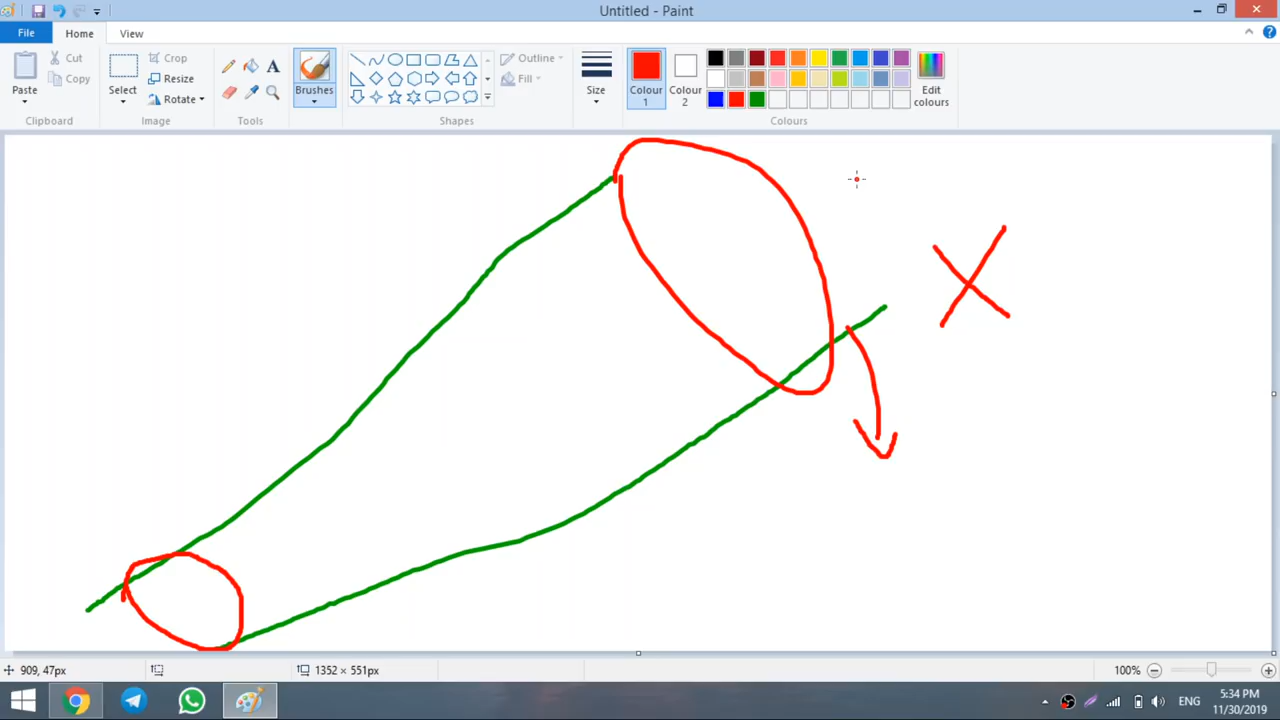 Untitled - Paint
File Home View
Paste
Cut
Copy
Clipboard
Select
Crop
Resize
Rotate
Image
A
Tools
Brushes
Outline
Fill
Shapes
Size
Colour 1
Colour 2
Edit colours
Colours
X
909, 47px
1352 × 551px
100%
ENG
5:34 PM
11/30/2019